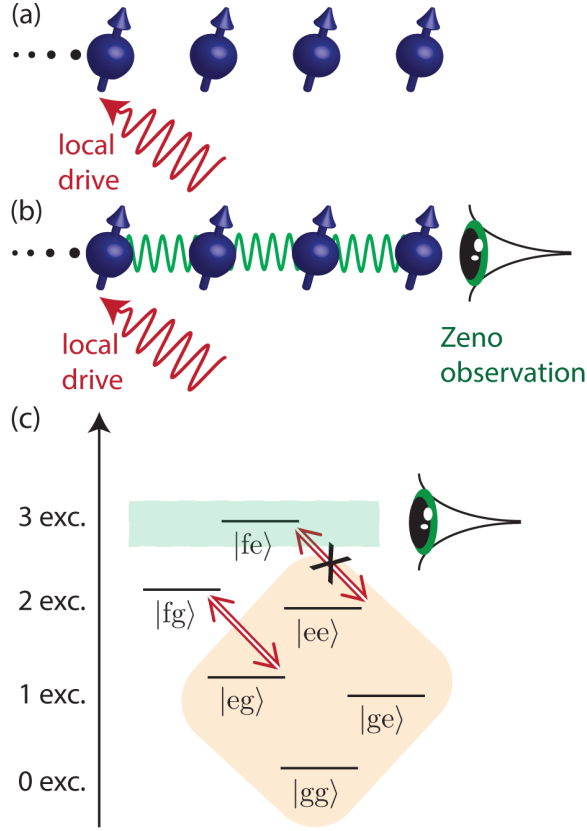 (a)
local
drive
(b)
local
drive
Zeno
observation
(c)
3 exc.
|fe⟩
2 exc.
|fg⟩
|ee⟩
1 exc.
|eg⟩
|ge⟩
0 exc.
|gg⟩